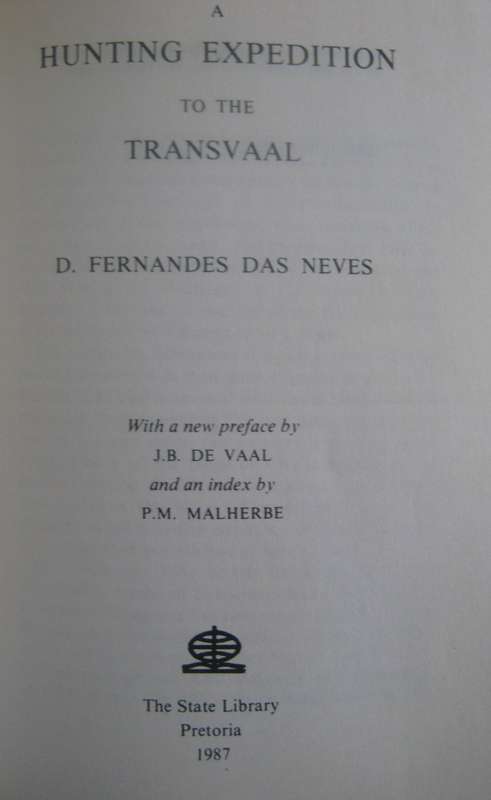 A
HUNTING EXPEDITION
TO THE
TRANSVAAL
D. FERNANDES DAS NEVES
With a new preface by
J.B. DE VAAL
and an index by
P.M. MALHERBE
The State Library
Pretoria
1987